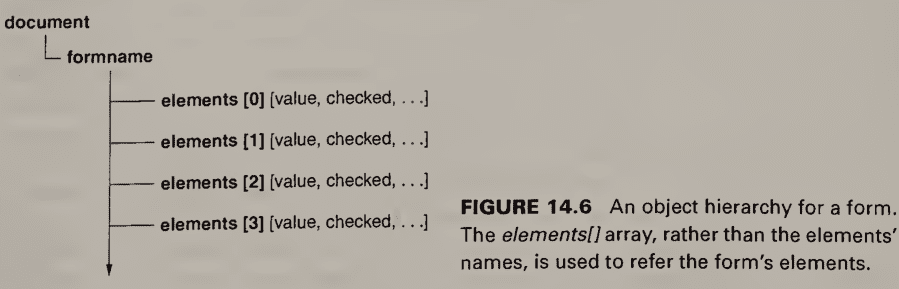 document
formname
elements [0] [value, checked, . . .]
elements [1] [value, checked, . . .]
elements [2] [value, checked, . . .]
elements [3] [value, checked, . . .]
FIGURE 14.6 An object hierarchy for a form.
The elements[] array, rather than the elements'
names, is used to refer the form's elements.